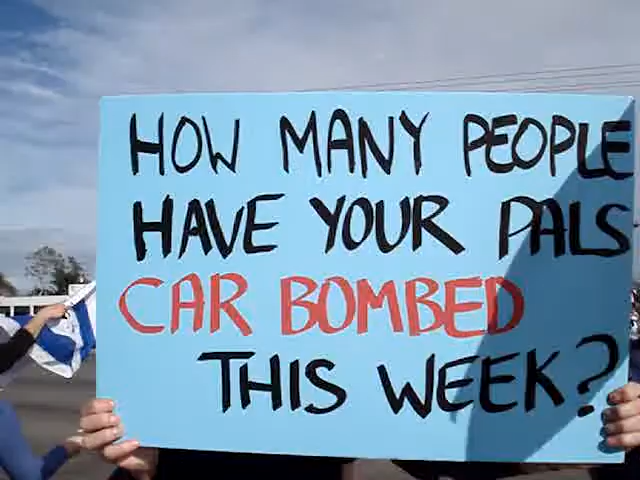 HOW MANY PEOPLE
HAVE YOUR PALS
CAR BOMBED
THIS WEEK?